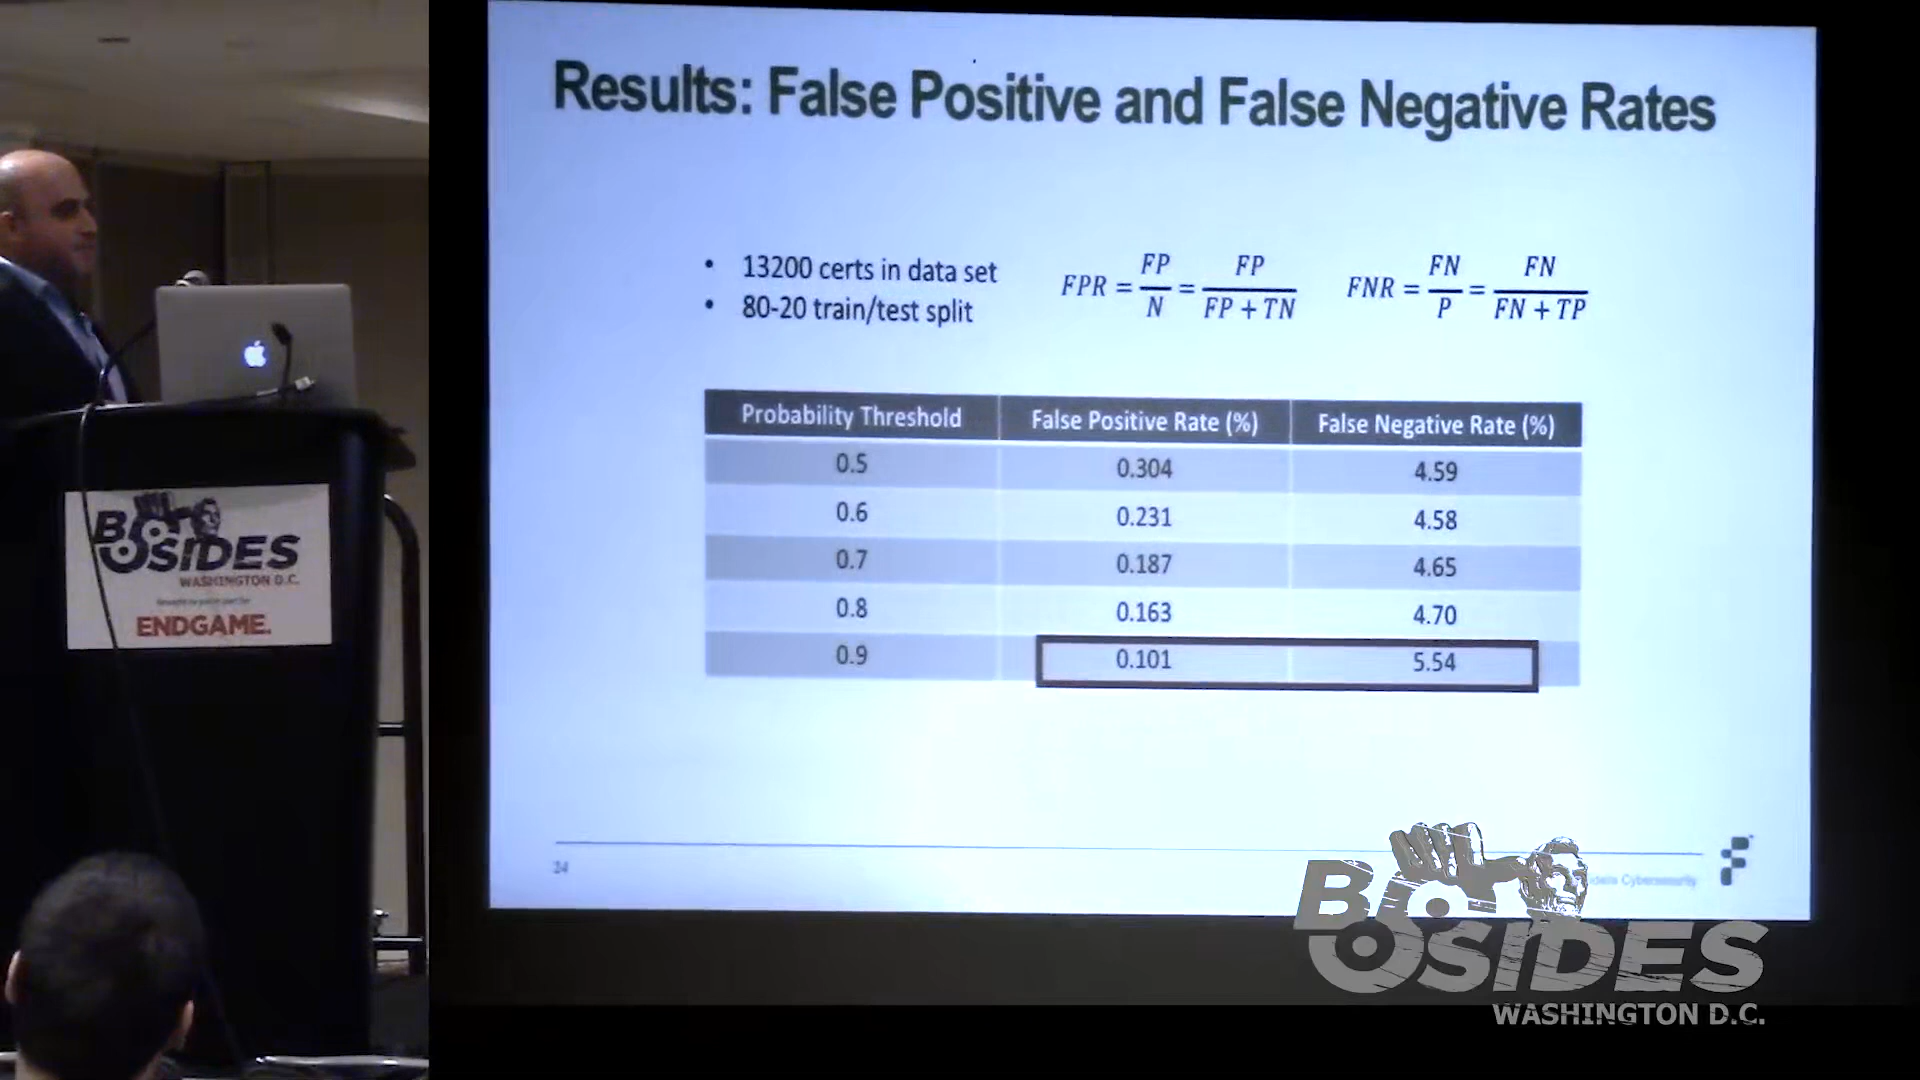 Results: False Positive and False Negative Rates
• 13200 certs in data set
• 80-20 train/test split
FPR = FP/N = FP/(FP + TN)
FNR = FN/P = FN/(FN + TP)
Probability Threshold False Positive Rate (%) False Negative Rate (%)
0.5 0.304 4.59
0.6 0.231 4.58
0.7 0.187 4.65
0.8 0.163 4.70
0.9 0.101 5.54
24
Cybersecurity
BSIDES
WASHINGTON D.C.
ENDGAME.
BSIDES
WASHINGTON D.C.